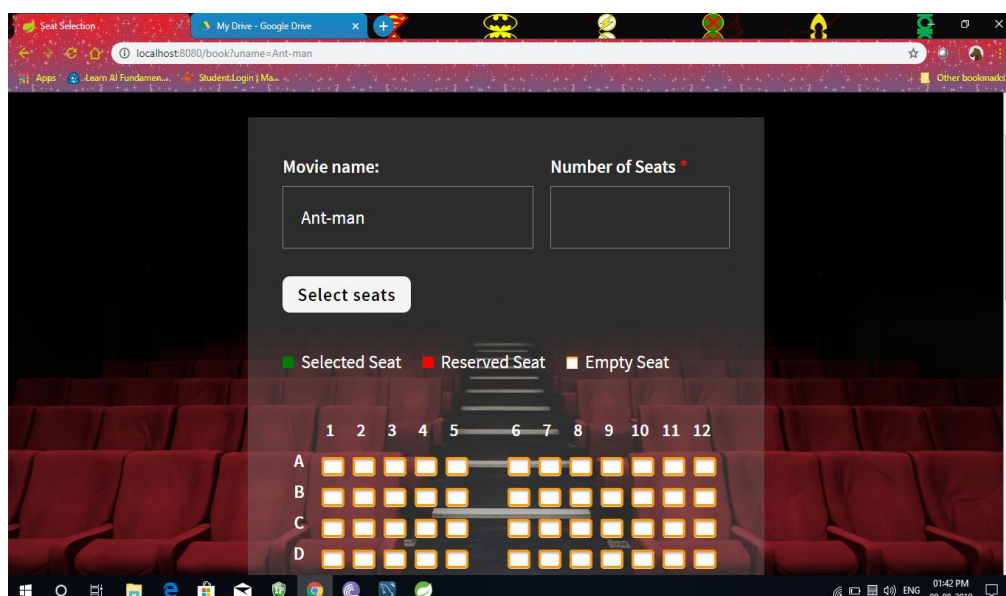 Seat Selection
My Drive - Google Drive
localhost:8080/book?uname=Ant-man
Apps
Learn AI Fundamen...
Student Login | Ma...
Other bookmarks
Movie name:
Number of Seats *
Ant-man
Select seats
Selected Seat
Reserved Seat
Empty Seat
1 2 3 4 5 6 7 8 9 10 11 12
A
B
C
D
ENG
01:42 PM